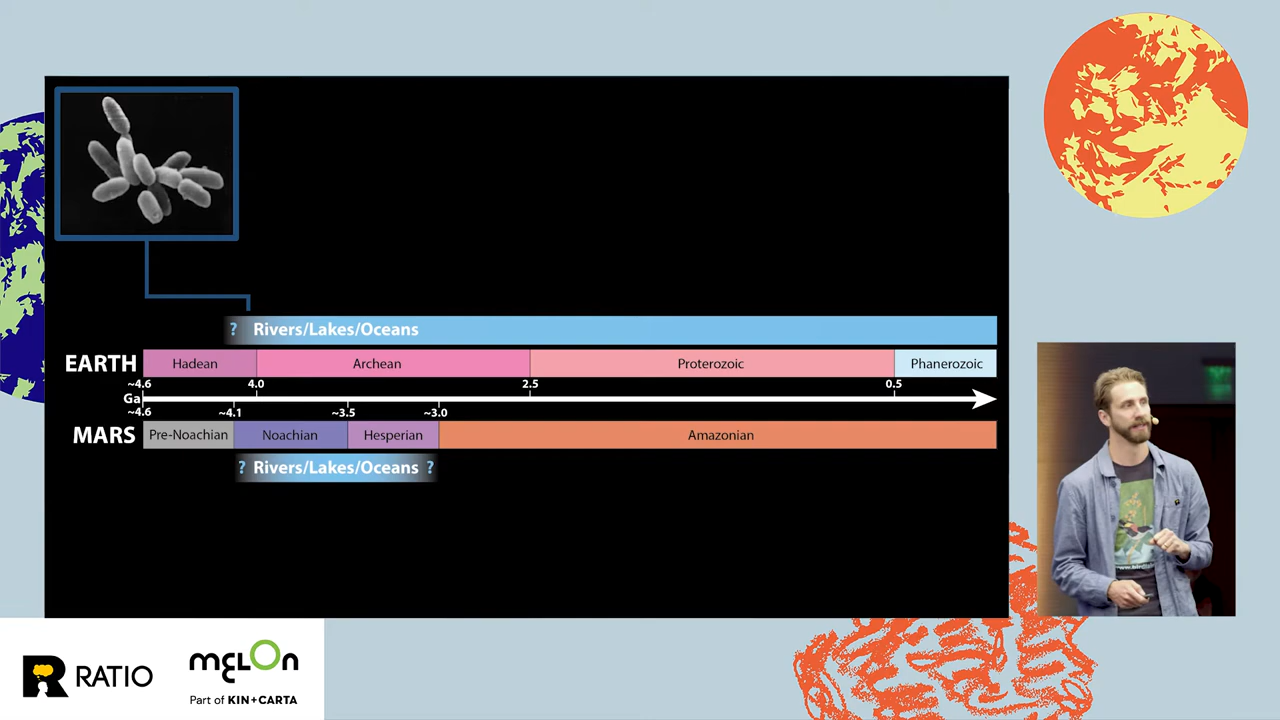 ? Rivers/Lakes/Oceans
EARTH Hadean Archean Proterozoic Phanerozoic
~4.6 4.0 2.5 0.5
Ga
~4.6 ~4.1 ~3.5 ~3.0
MARS Pre-Noachian Noachian Hesperian Amazonian
? Rivers/Lakes/Oceans ?
RATIO
melon
Part of KIN+CARTA